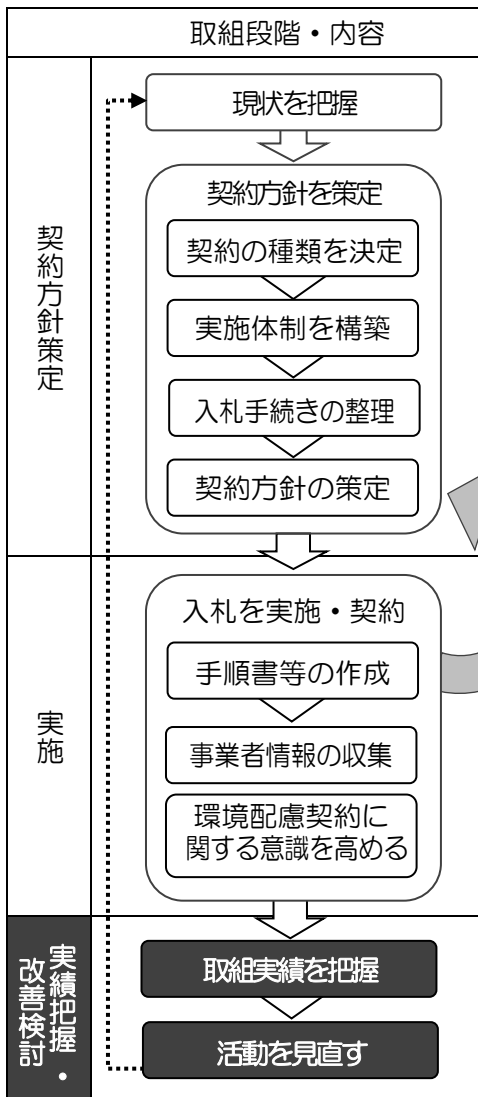 取組段階・内容
契約方針策定
現状を把握
契約方針を策定
契約の種類を決定
実施体制を構築
入札手続きの整理
契約方針の策定
実施
入札を実施・契約
手順書等の作成
事業者情報の収集
環境配慮契約に
関する意識を高める
実績把握・
改善検討
取組実績を把握
活動を見直す